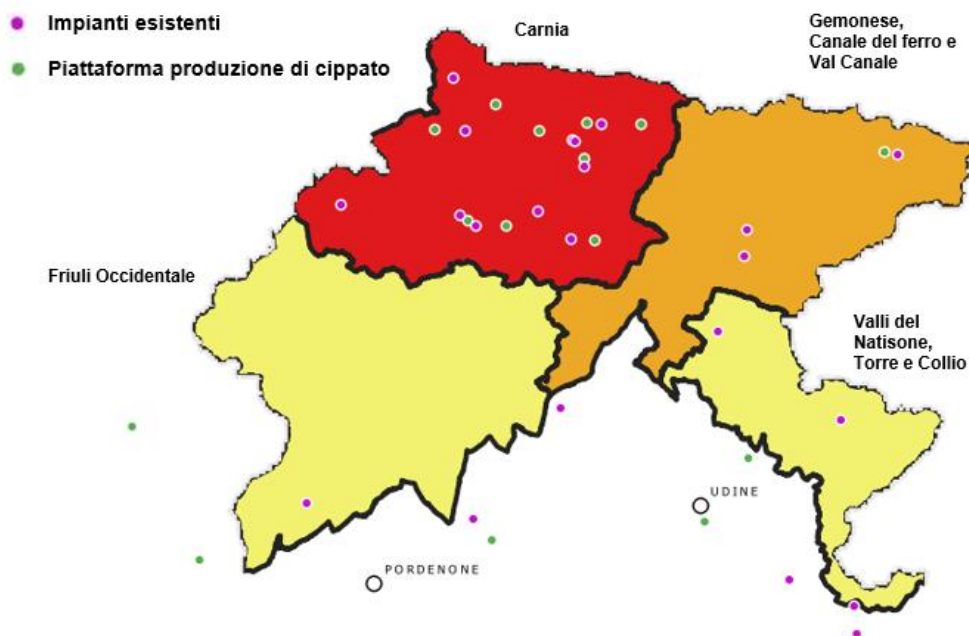 Impianti esistenti
Piattaforma produzione di cippato
Carnia
Gemonese,
Canale del ferro e
Val Canale
Friuli Occidentale
Valli del
Natisone,
Torre e Collio
UDINE
PORDENONE